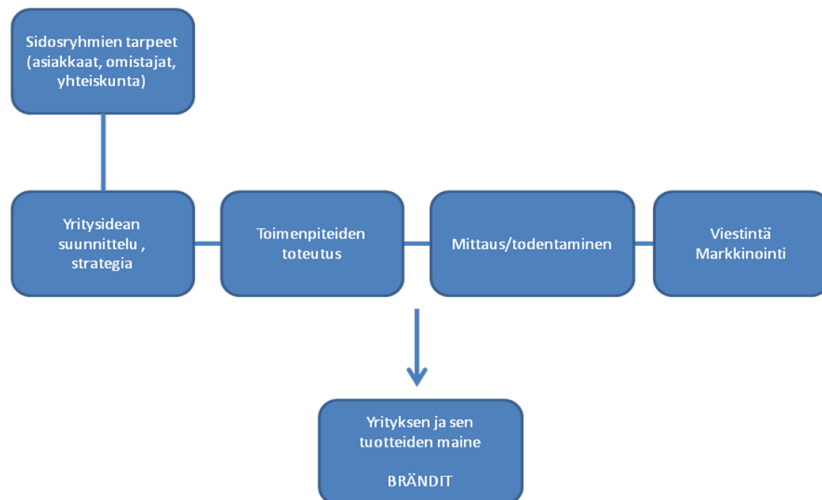 Sidosryhmien tarpeet
(asiakkaat, omistajat,
yhteiskunta)
Yritysidean
suunnittelu ,
strategia
Toimenpiteiden
toteutus
Mittaus/todentaminen
Viestintä
Markkinointi
Yrityksen ja sen
tuotteiden maine
BRÄNDIT